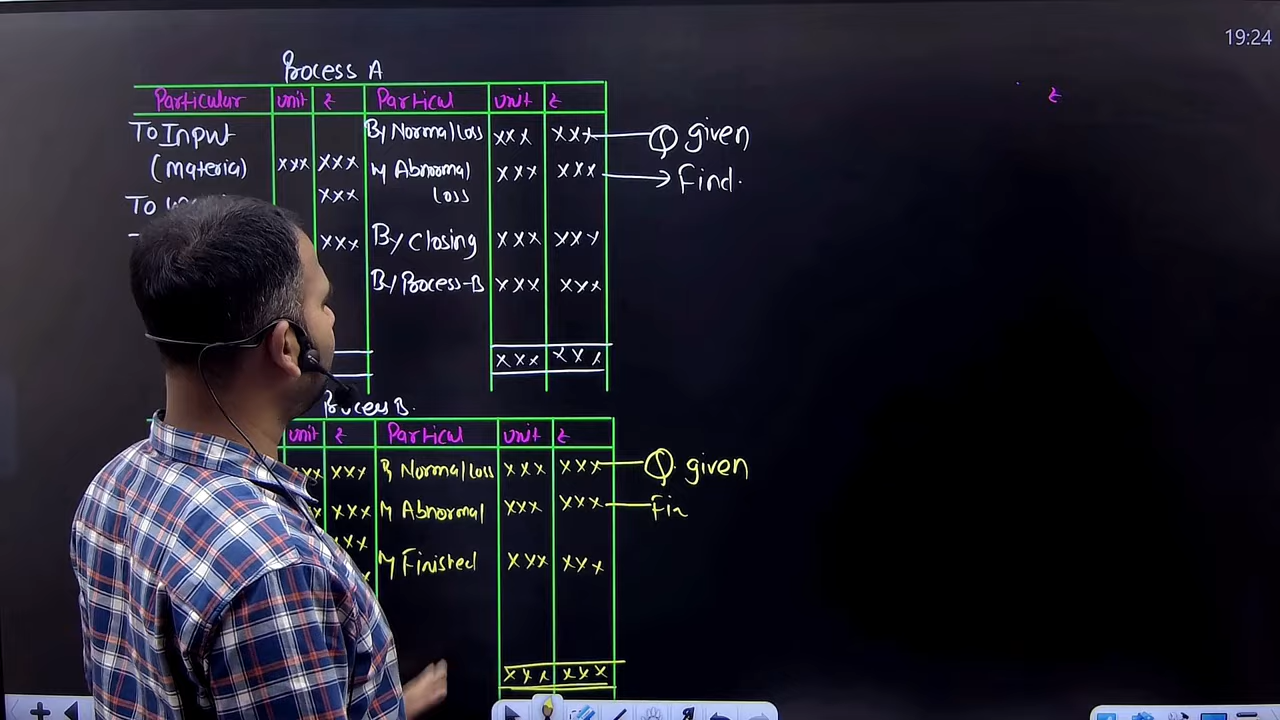 19:24
Process A
Particular unit ₹ Particul unit ₹
₹
To Input By Normal Loss xxx xxx Q given
(material) xxx xxx By Abnormal xxx xxx Find.
To xxx Loss
xxx By Closing xxx xxx
By Process-B xxx xxx
xxx xxx
Process B.
unit ₹ Particul unit ₹
xxx xxx By Normal Loss xxx xxx Q. given
xxx By Abnormal xxx xxx Fin
xxx
By Finished xxx xxx
xxx xxx